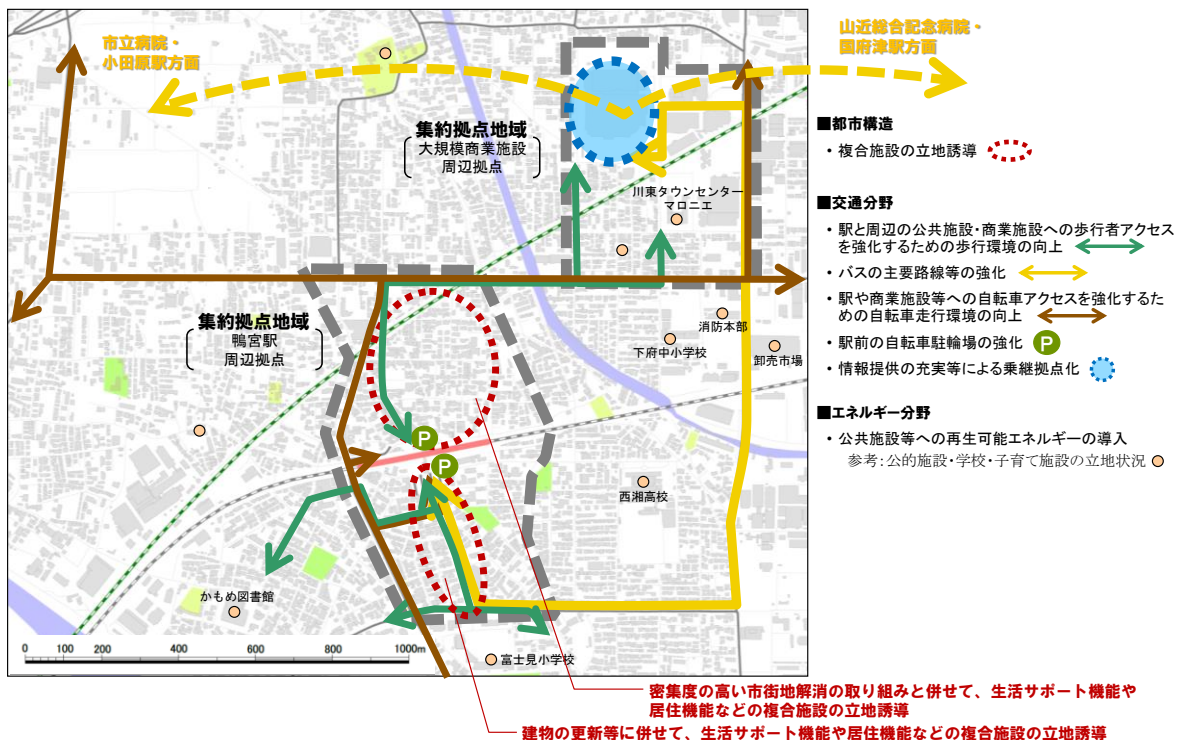 市立病院・
小田原駅方面
山近総合記念病院・
国府津駅方面
集約拠点地域
大規模商業施設
周辺拠点
川東タウンセンター
マロニエ
集約拠点地域
鴨宮駅
周辺拠点
消防本部
下府中小学校
卸売市場
P
P
西湘高校
かもめ図書館
富士見小学校
0 100 200 400 600 800 1000m
■都市構造
・複合施設の立地誘導
■交通分野
・駅と周辺の公共施設・商業施設への歩行者アクセス
を強化するための歩行環境の向上
・バスの主要路線等の強化
・駅や商業施設等への自転車アクセスを強化するた
めの自転車走行環境の向上
・駅前の自転車駐輪場の強化 P
・情報提供の充実等による乗継拠点化
■エネルギー分野
・公共施設等への再生可能エネルギーの導入
参考：公的施設・学校・子育て施設の立地状況
密集度の高い市街地解消の取り組みと併せて、生活サポート機能や
居住機能などの複合施設の立地誘導
建物の更新等に併せて、生活サポート機能や居住機能などの複合施設の立地誘導